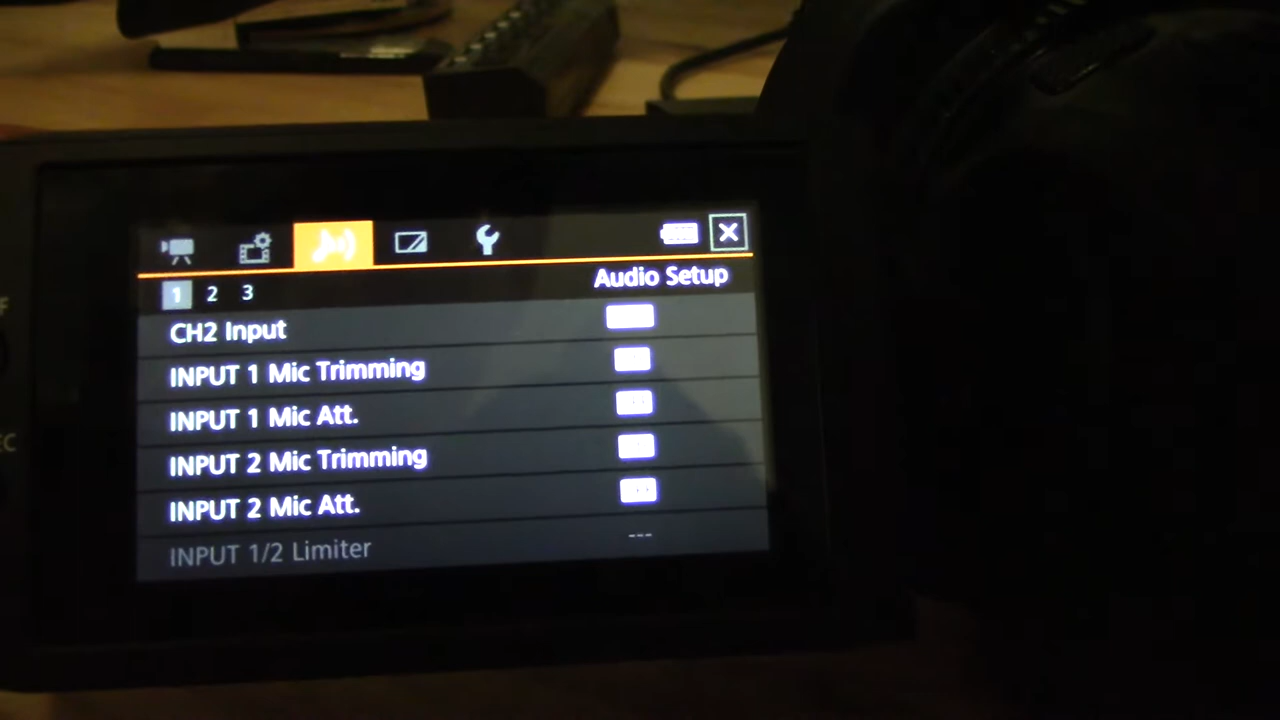 Audio Setup
1 2 3
CH2 Input
INPUT 1 Mic Trimming
INPUT 1 Mic Att.
INPUT 2 Mic Trimming
INPUT 2 Mic Att.
INPUT 1/2 Limiter ---